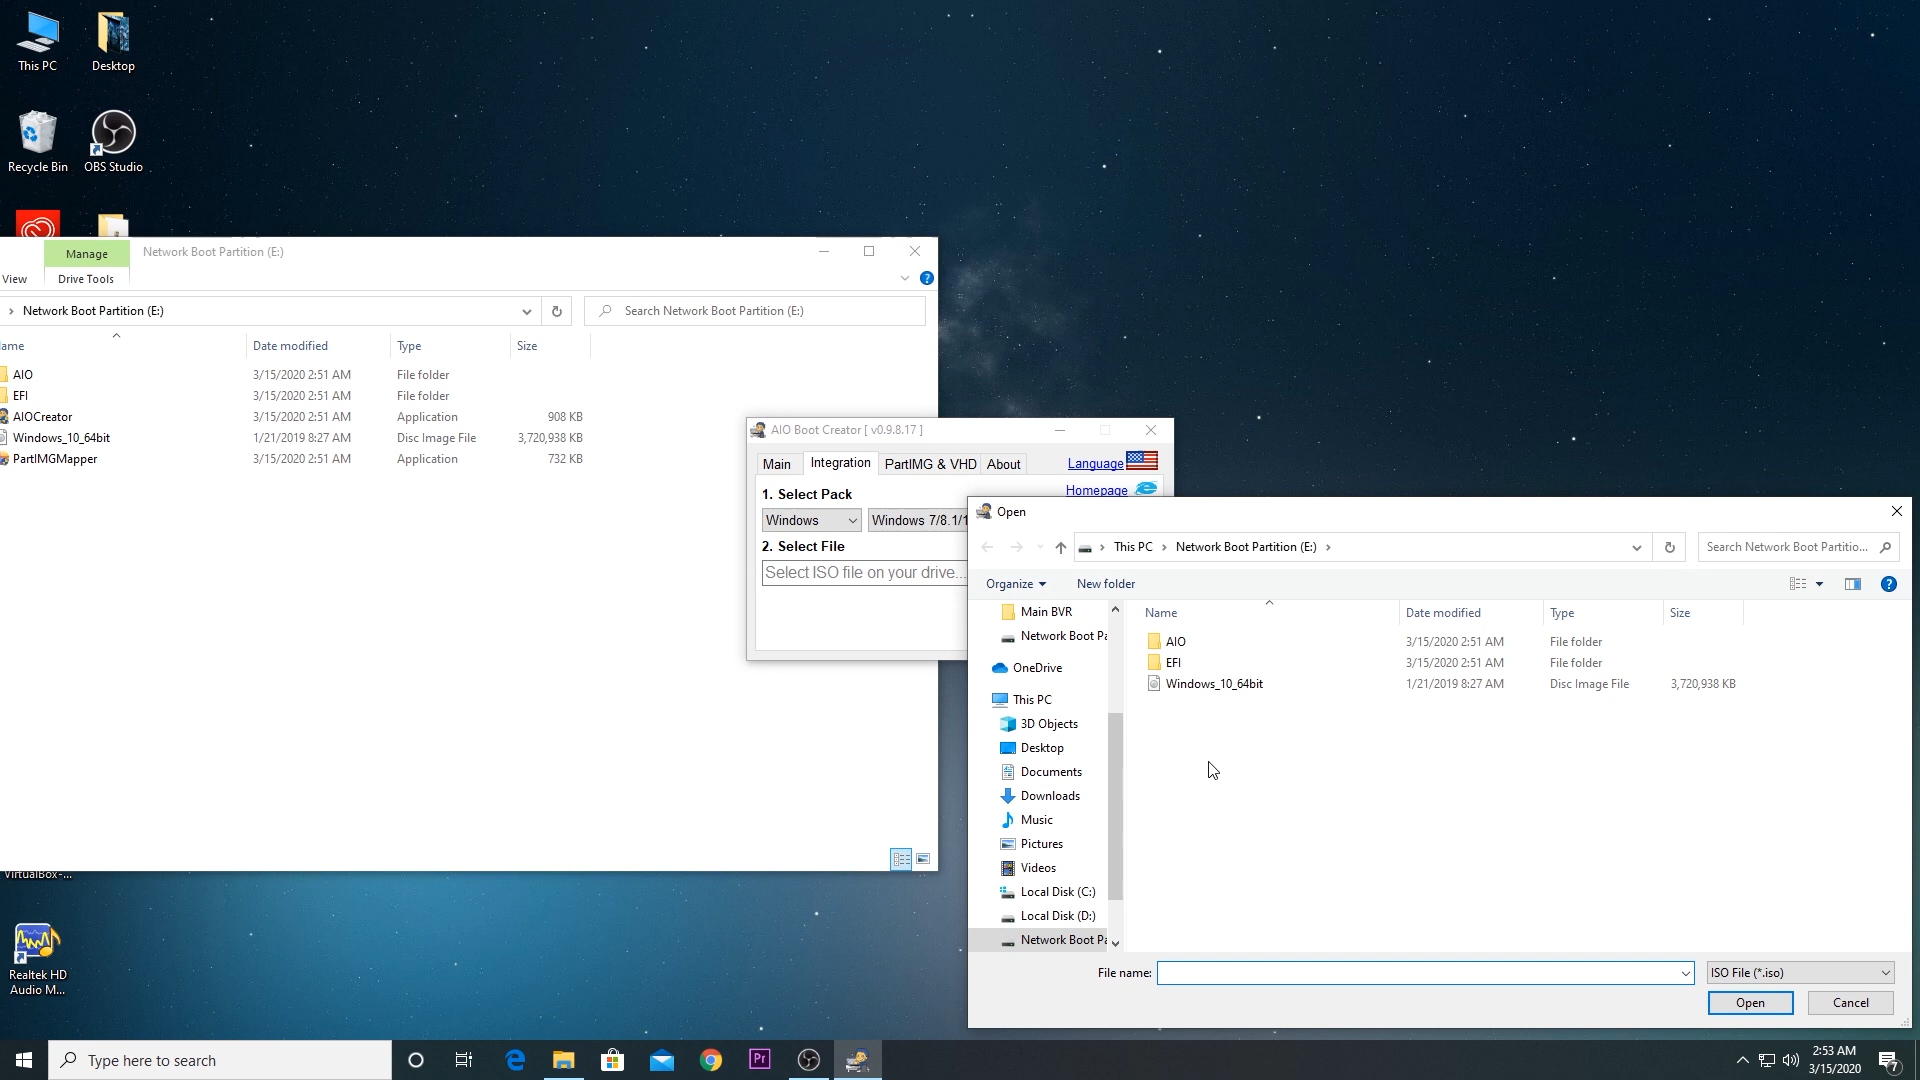 This PC
Desktop
Recycle Bin
OBS Studio
Manage
Network Boot Partition (E:)
View
Drive Tools
Network Boot Partition (E:)
Search Network Boot Partition (E:)
ame
Date modified
Type
Size
AIO
3/15/2020 2:51 AM
File folder
EFI
3/15/2020 2:51 AM
File folder
AIOCreator
3/15/2020 2:51 AM
Application
908 KB
Windows_10_64bit
1/21/2019 8:27 AM
Disc Image File
3,720,938 KB
PartIMGMapper
3/15/2020 2:51 AM
Application
732 KB
VirtualBox-...
Realtek HD
Audio M...
AIO Boot Creator [ v0.9.8.17 ]
Main
Integration
PartIMG & VHD
About
Language
Homepage
1. Select Pack
Windows
Windows 7/8.1/1
2. Select File
Select ISO file on your drive...
Open
This PC
Network Boot Partition (E:)
Search Network Boot Partitio...
Organize
New folder
Main BVR
Network Boot Pa
OneDrive
This PC
3D Objects
Desktop
Documents
Downloads
Music
Pictures
Videos
Local Disk (C:)
Local Disk (D:)
Network Boot Pa
Name
Date modified
Type
Size
AIO
3/15/2020 2:51 AM
File folder
EFI
3/15/2020 2:51 AM
File folder
Windows_10_64bit
1/21/2019 8:27 AM
Disc Image File
3,720,938 KB
File name:
ISO File (*.iso)
Open
Cancel
Type here to search
Pr
2:53 AM
3/15/2020
7